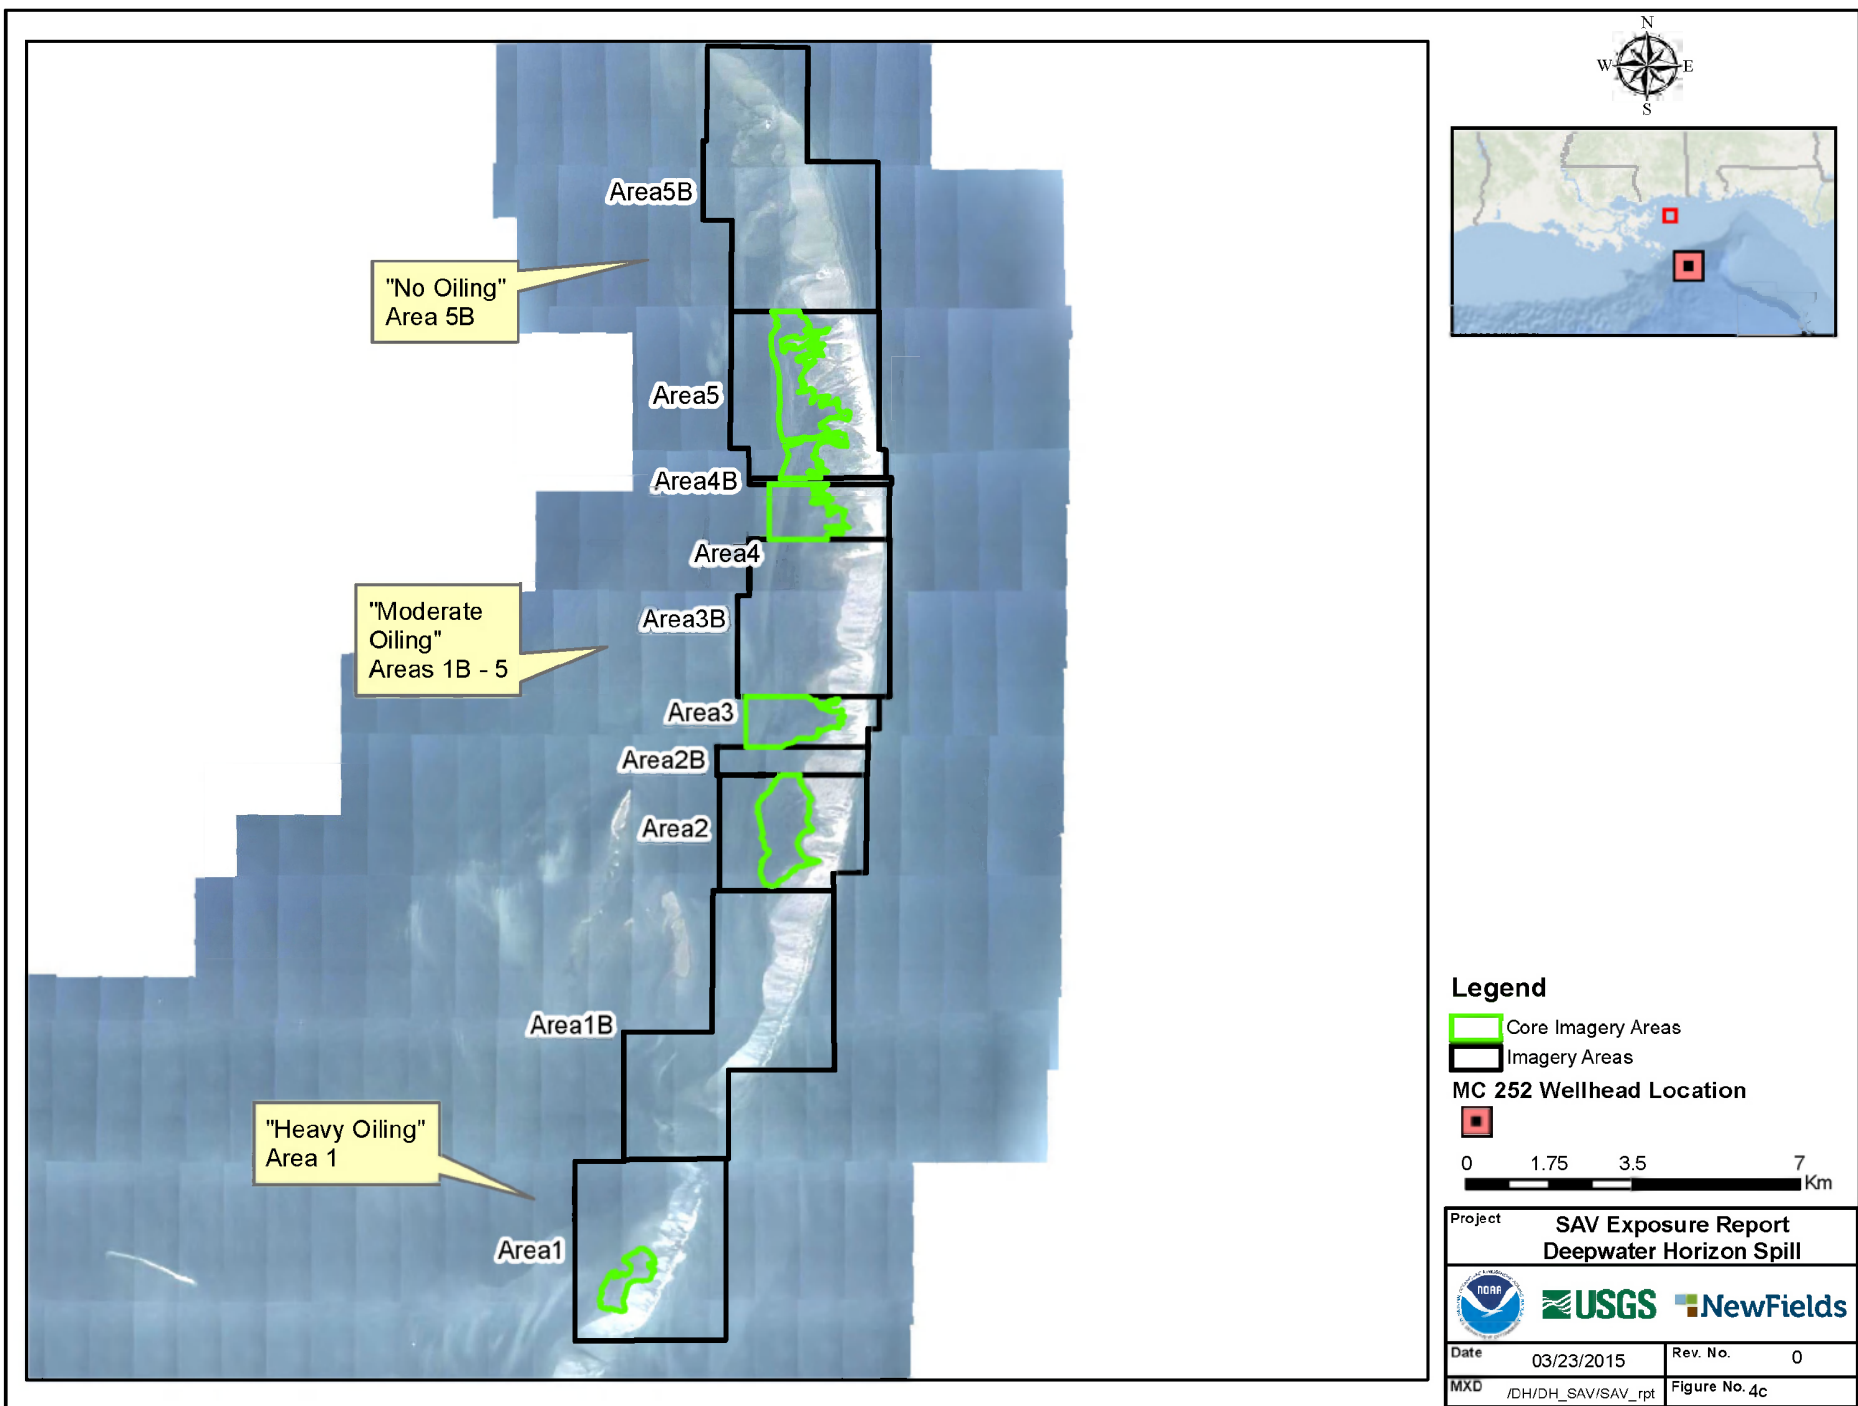 N
W
E
S
Area5B
"No Oiling"
Area 5B
Area5
Area4B
Area4
"Moderate
Oiling"
Areas 1B - 5
Area3B
Area3
Area2B
Area2
Area1B
"Heavy Oiling"
Area 1
Area1
Legend
Core Imagery Areas
Imagery Areas
MC 252 Wellhead Location
0 1.75 3.5 7
Km
Project
SAV Exposure Report
Deepwater Horizon Spill
NOAA
USGS
NewFields
Date 03/23/2015
Rev. No. 0
MXD /DH/DH_SAV/SAV_rpt
Figure No. 4c